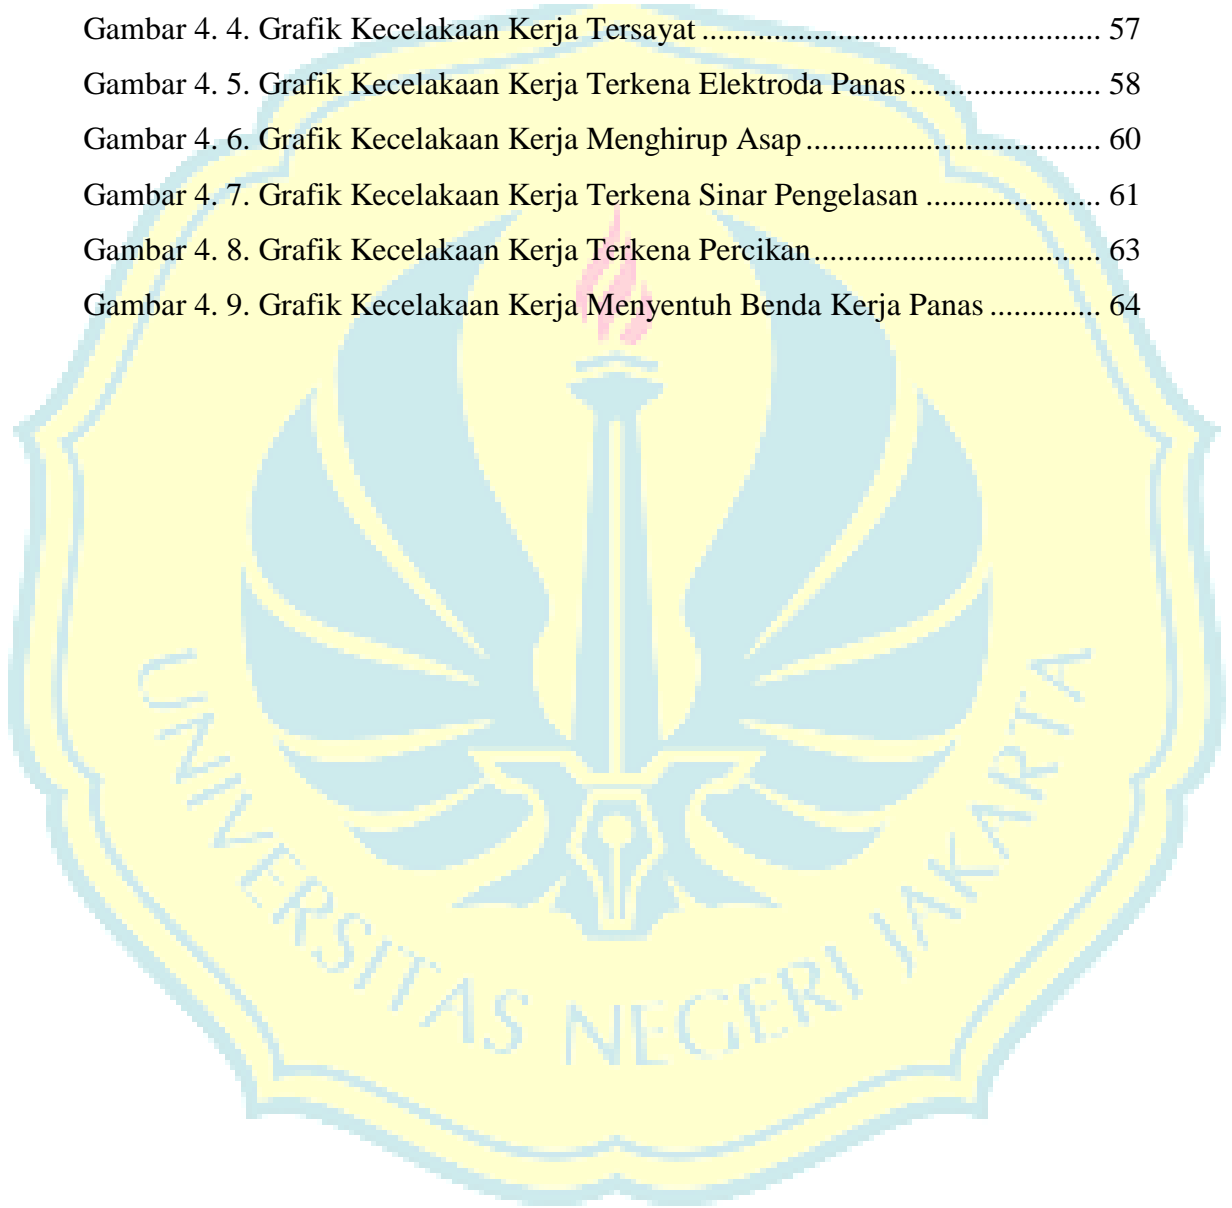 Gambar 4. 4. Grafik Kecelakaan Kerja Tersayat .................................................. 57
Gambar 4. 5. Grafik Kecelakaan Kerja Terkena Elektroda Panas ........................ 58
Gambar 4. 6. Grafik Kecelakaan Kerja Menghirup Asap ..................................... 60
Gambar 4. 7. Grafik Kecelakaan Kerja Terkena Sinar Pengelasan ...................... 61
Gambar 4. 8. Grafik Kecelakaan Kerja Terkena Percikan .................................... 63
Gambar 4. 9. Grafik Kecelakaan Kerja Menyentuh Benda Kerja Panas .............. 64
UNIVERSITAS NEGERI JAKARTA